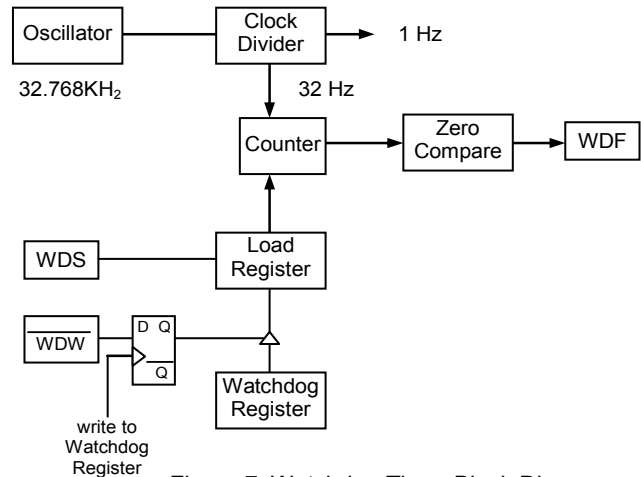 Oscillator
Clock
Divider
1 Hz
32.768KH₂
32 Hz
Counter
Zero
Compare
WDF
WDS
Load
Register
WDW
D Q
Q
Watchdog
Register
write to
Watchdog
Register